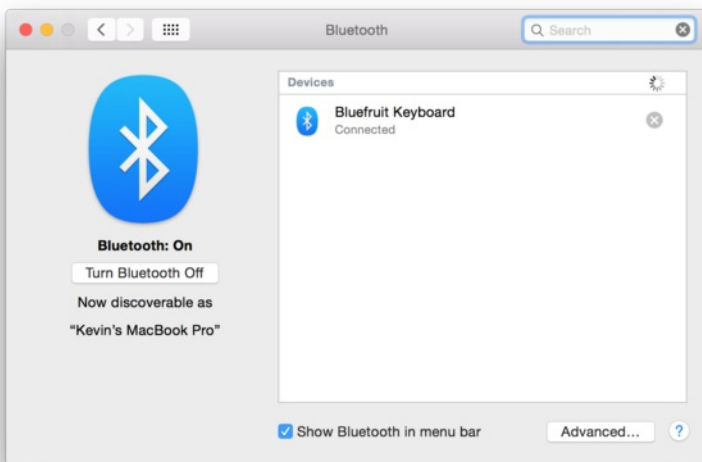 Bluetooth
Search
Devices
Bluefruit Keyboard
Connected
Bluetooth: On
Turn Bluetooth Off
Now discoverable as
“Kevin’s MacBook Pro”
Show Bluetooth in menu bar
Advanced...
?